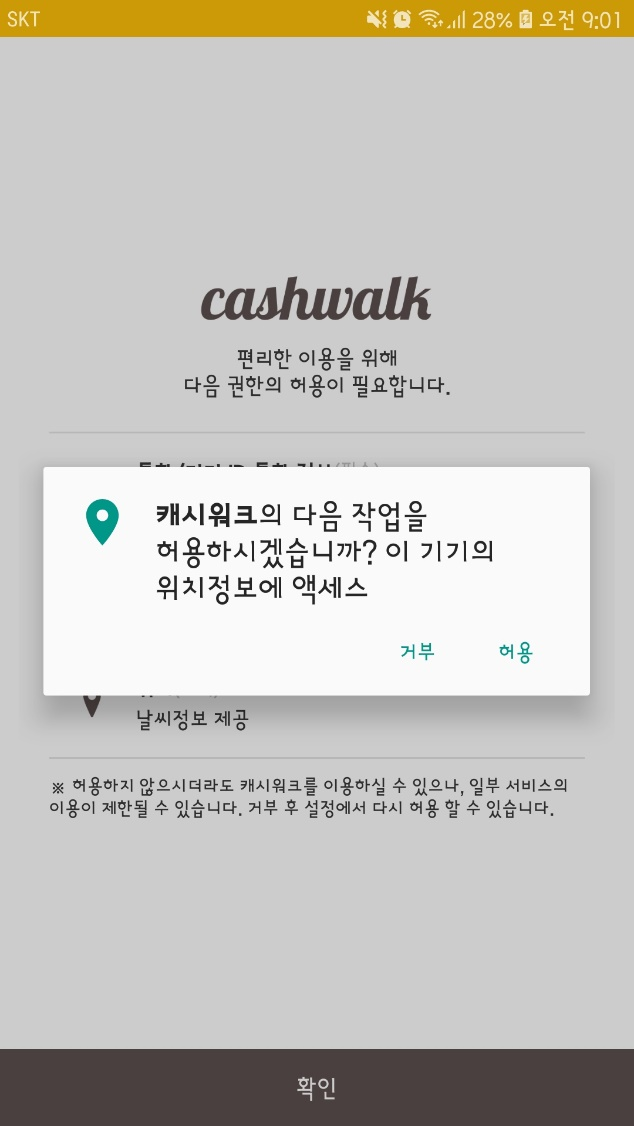 SKT 28% 오전 9:01
cashwalk
편리한 이용을 위해
다음 권한의 허용이 필요합니다.
캐시워크의 다음 작업을
허용하시겠습니까? 이 기기의
위치정보에 액세스
거부 허용
날씨정보 제공
※ 허용하지 않으시더라도 캐시워크를 이용하실 수 있으나, 일부 서비스의
이용이 제한될 수 있습니다. 거부 후 설정에서 다시 허용 할 수 있습니다.
확인